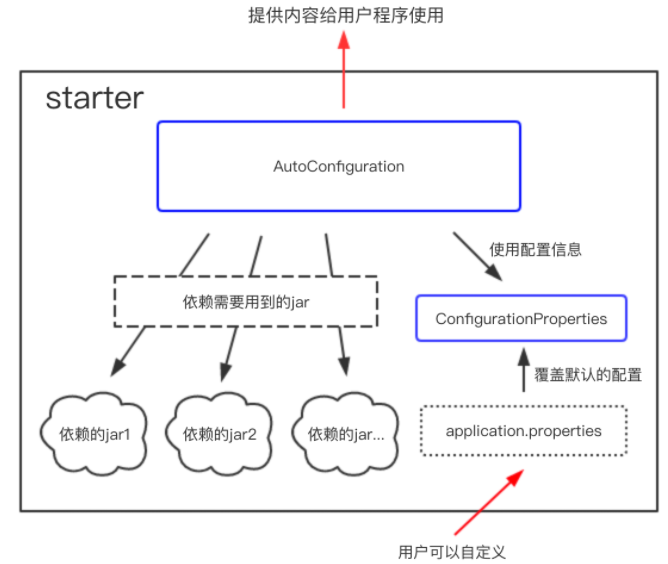 提供内容给用户程序使用
starter
AutoConfiguration
使用配置信息
依赖需要用到的jar
ConfigurationProperties
覆盖默认的配置
依赖的jar1
依赖的jar2
依赖的jar...
application.properties
用户可以自定义